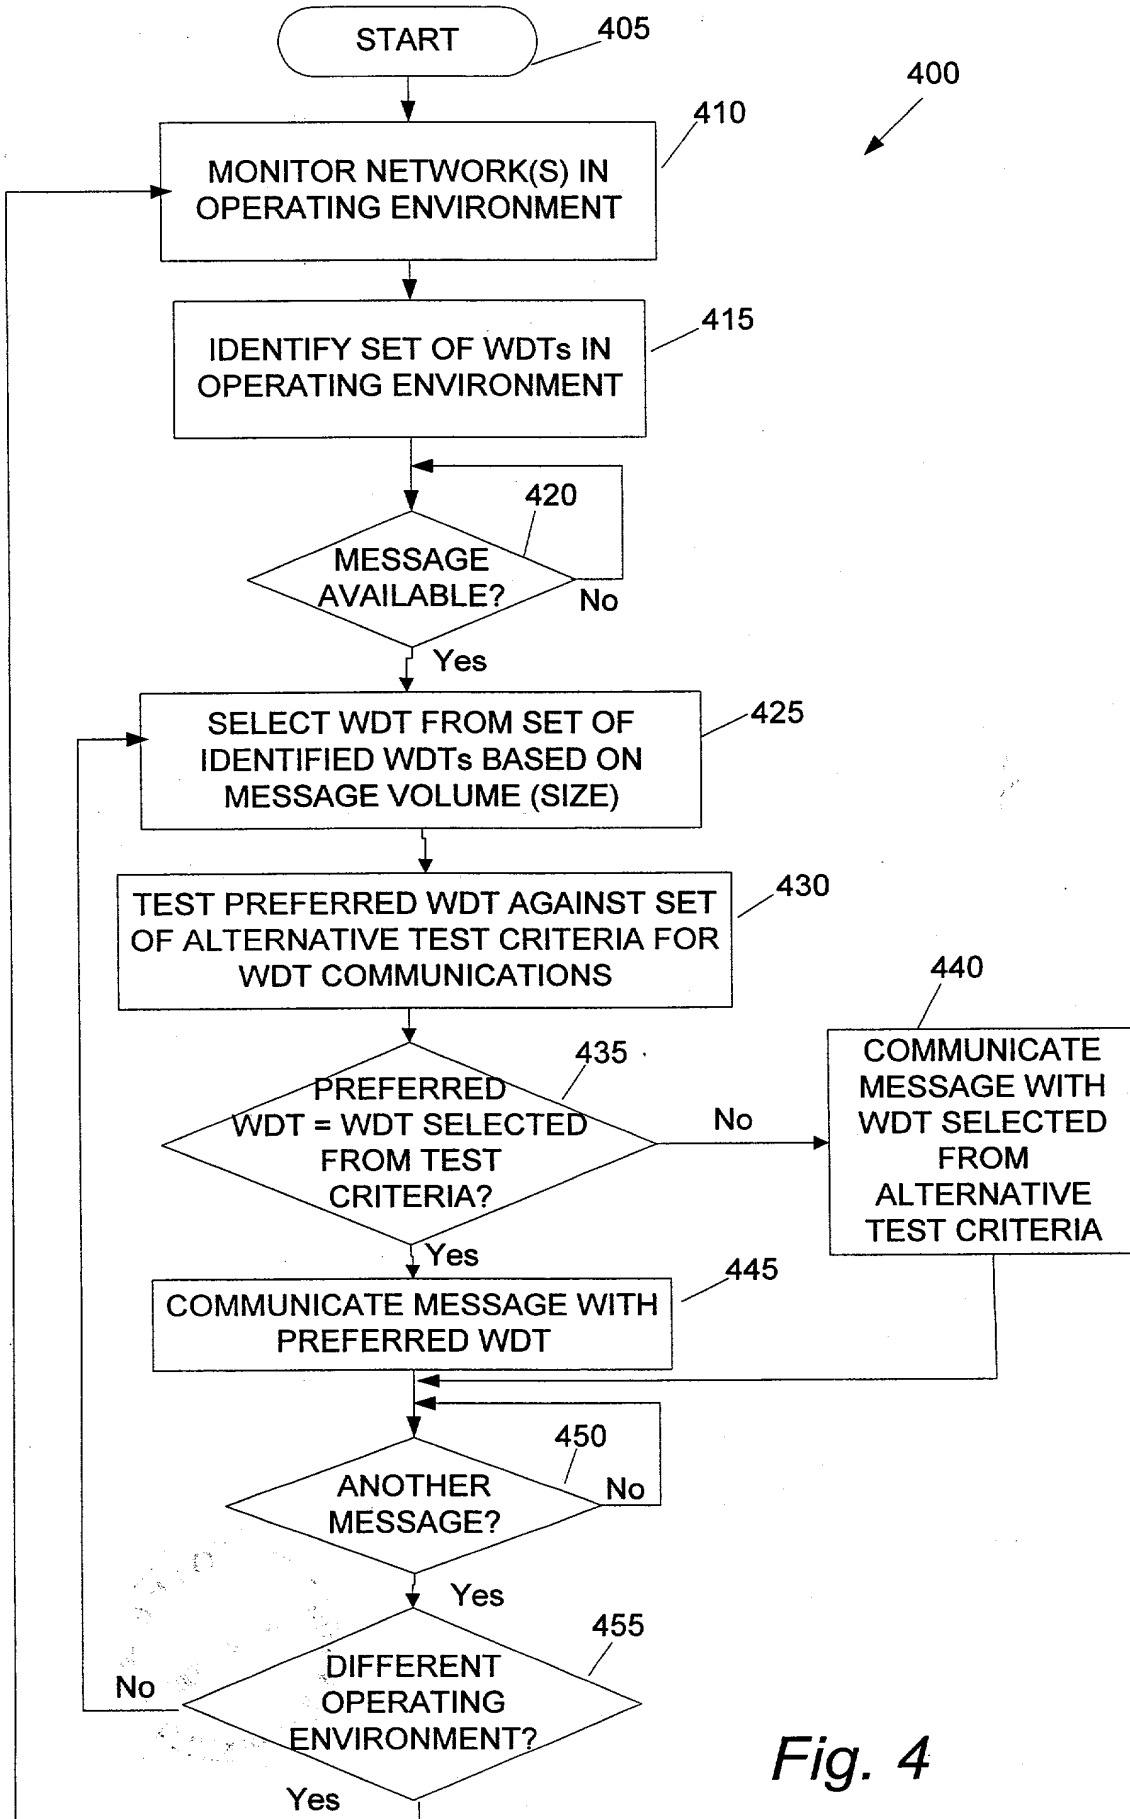 START
405
400
410
MONITOR NETWORK(S) IN
OPERATING ENVIRONMENT
415
IDENTIFY SET OF WDTs IN
OPERATING ENVIRONMENT
420
MESSAGE
AVAILABLE?
No
Yes
425
SELECT WDT FROM SET OF
IDENTIFIED WDTs BASED ON
MESSAGE VOLUME (SIZE)
430
TEST PREFERRED WDT AGAINST SET
OF ALTERNATIVE TEST CRITERIA FOR
WDT COMMUNICATIONS
435
PREFERRED
WDT = WDT SELECTED
FROM TEST
CRITERIA?
No
440
COMMUNICATE
MESSAGE WITH
WDT SELECTED
FROM
ALTERNATIVE
TEST CRITERIA
Yes
445
COMMUNICATE MESSAGE WITH
PREFERRED WDT
450
ANOTHER
MESSAGE?
No
Yes
455
DIFFERENT
OPERATING
ENVIRONMENT?
No
Yes
Fig. 4